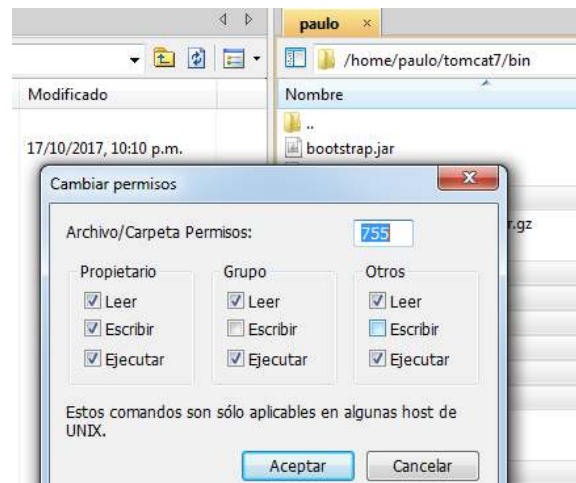 paulo
/home/paulo/tomcat7/bin
Modificado
Nombre
..
17/10/2017, 10:10 p.m.
bootstrap.jar
Cambiar permisos
r.gz
Archivo/Carpeta Permisos: 755
Propietario Grupo Otros
Leer Leer Leer
Escribir Escribir Escribir
Ejecutar Ejecutar Ejecutar
Estos comandos son sólo aplicables en algunas host de
UNIX.
Aceptar Cancelar